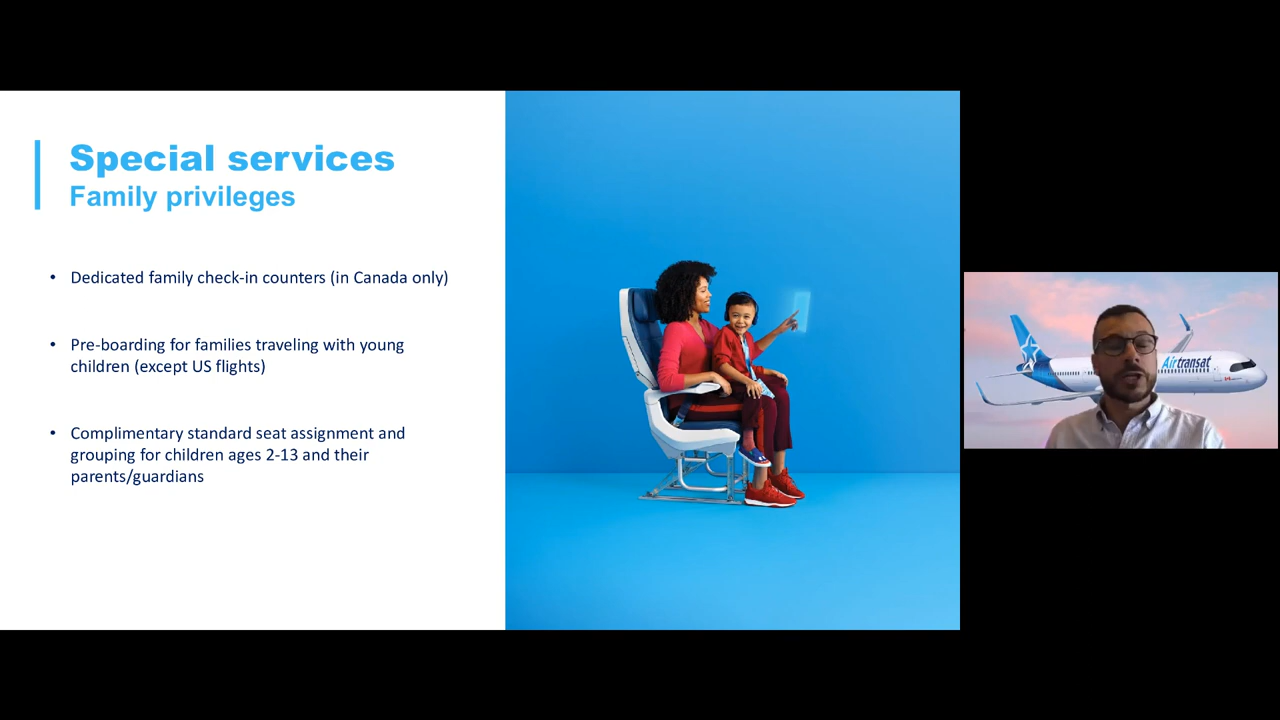 Special services
Family privileges
• Dedicated family check-in counters (in Canada only)
• Pre-boarding for families traveling with young
children (except US flights)
• Complimentary standard seat assignment and
grouping for children ages 2-13 and their
parents/guardians
Air transat